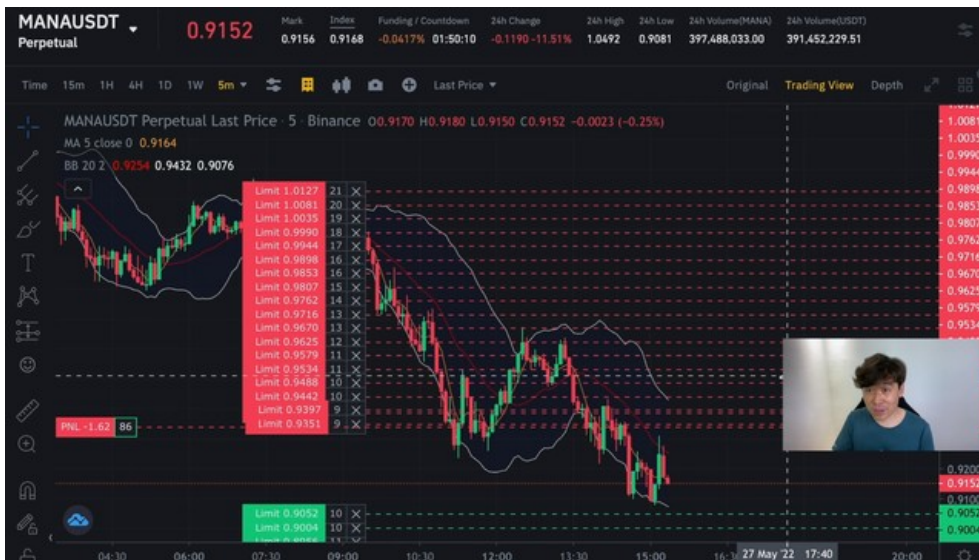 MANAUSDT
Perpetual
0.9152
Mark
0.9156
Index
0.9168
Funding / Countdown
-0.0417% 01:50:10
24h Change
-0.1190 -11.51%
24h High
1.0492
24h Low
0.9081
24h Volume(MANA)
397,488,033.00
24h Volume(USDT)
391,452,229.51
Time 15m 1H 4H 1D 1W 5m Last Price Original Trading View Depth
MANAUSDT Perpetual Last Price · 5 · Binance O0.9170 H0.9180 L0.9150 C0.9152 -0.0023 (-0.25%)
MA 5 close 0 0.9164
BB 20 2 0.9254 0.9432 0.9076
Limit 1.0127 21
Limit 1.0081 20
Limit 1.0035 19
Limit 0.9990 18
Limit 0.9944 17
Limit 0.9898 16
Limit 0.9853 16
Limit 0.9807 15
Limit 0.9762 14
Limit 0.9716 13
Limit 0.9670 13
Limit 0.9625 12
Limit 0.9579 11
Limit 0.9534 11
Limit 0.9488 10
Limit 0.9442 10
Limit 0.9397 9
Limit 0.9351 9
PNL -1.62 86
Limit 0.9052 10
Limit 0.9004 10
1.0081
1.0035
0.9990
0.9944
0.9898
0.9853
0.9807
0.9762
0.9716
0.9670
0.9625
0.9579
0.9534
0.9200
0.9152
0.9100
0.9052
0.9004
04:30 06:00 07:30 09:00 10:30 12:00 13:30 15:00 27 May '22 17:40 20:00